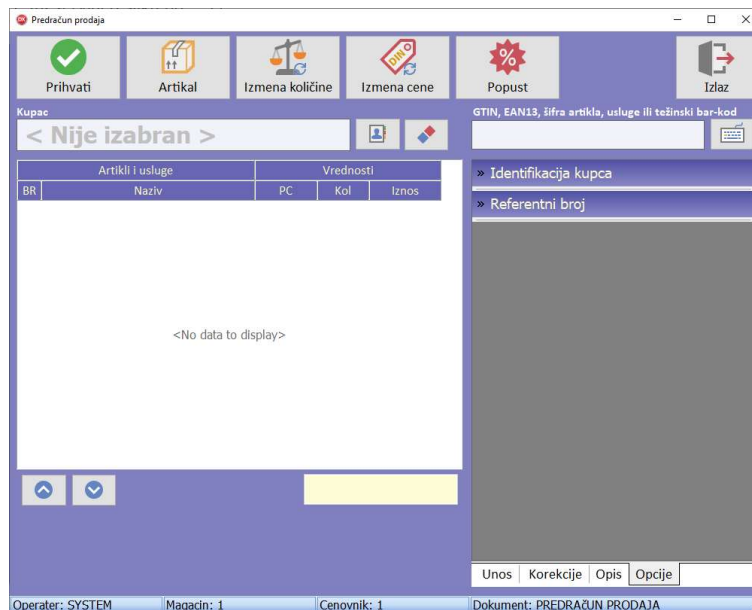 Predračun prodaja
Prihvati
Artikal
Izmena količine
DIN
Izmena cene
%
Popust
Izlaz
Kupac
< Nije izabran >
GTIN, EAN13, šifra artikla, usluge ili težinski bar-kod
Artikli i usluge
Vrednosti
BR
Naziv
PC
Kol
Iznos
<No data to display>
» Identifikacija kupca
» Referentni broj
Unos
Korekcije
Opis
Opcije
Operater: SYSTEM
Magacin: 1
Cenovnik: 1
Dokument: PREDRAČUN PRODAJA